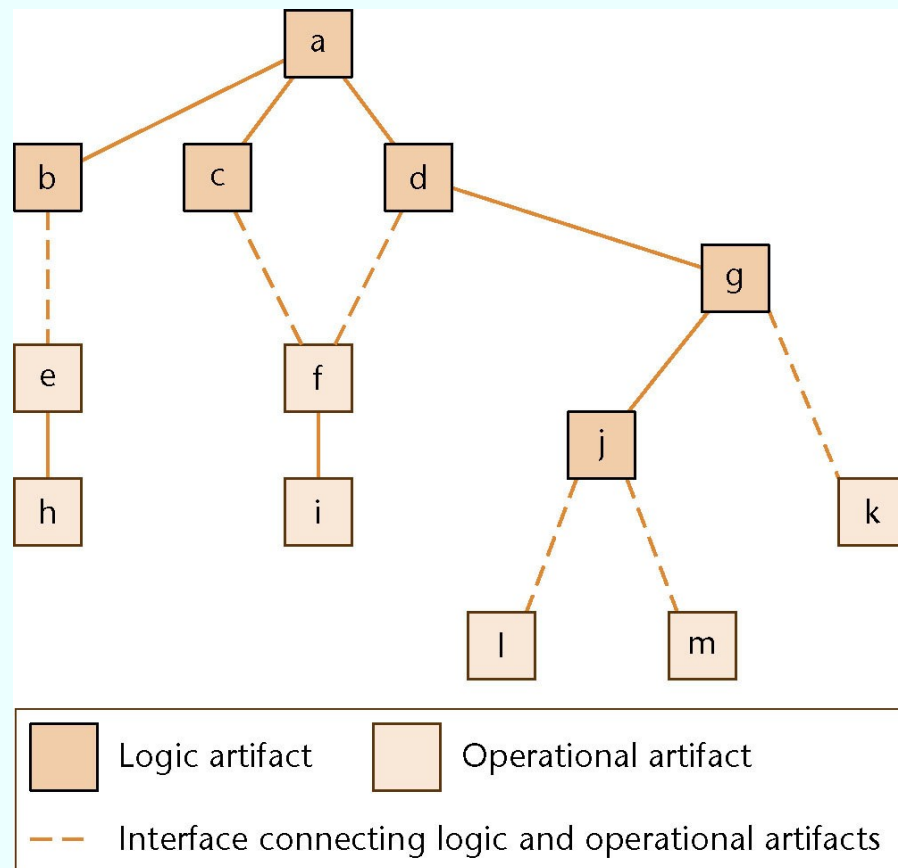 a
b
c
d
g
e
f
j
h
i
k
l
m
Logic artifact
Operational artifact
Interface connecting logic and operational artifacts